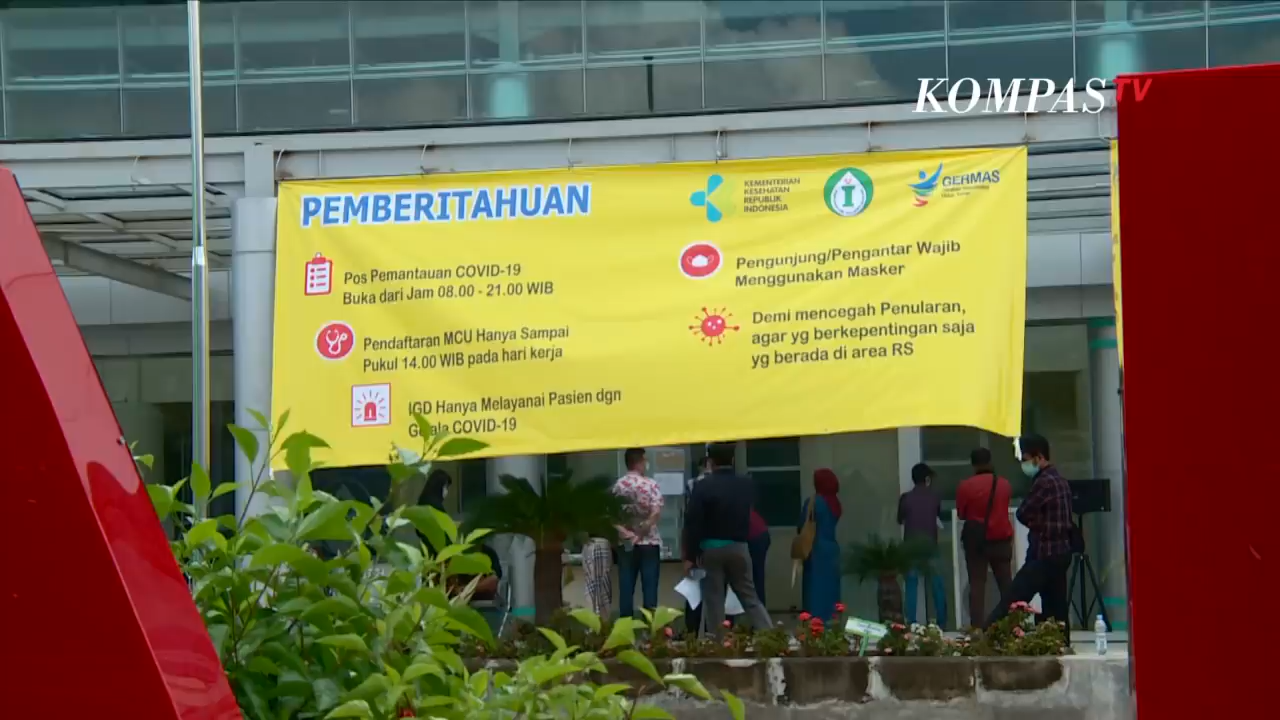 KOMPASTV
PEMBERITAHUAN
KEMENTERIAN
KESEHATAN
REPUBLIK
INDONESIA
I
GERMAS
Pos Pemantauan COVID-19
Buka dari Jam 08.00 - 21.00 WIB
Pendaftaran MCU Hanya Sampai
Pukul 14.00 WIB pada hari kerja
IGD Hanya Melayanai Pasien dgn
Gejala COVID-19
Pengunjung/Pengantar Wajib
Menggunakan Masker
Demi mencegah Penularan,
agar yg berkepentingan saja
yg berada di area RS